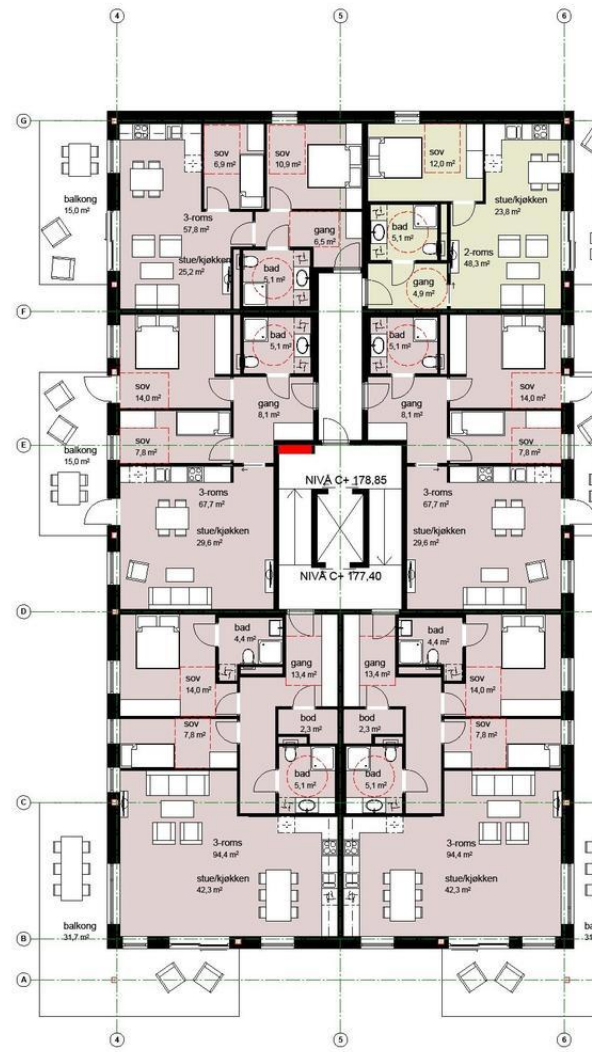 4
5
6
G
sov
6,9 m²
sov
10,9 m²
sov
12,0 m²
balkong
15,0 m²
3-roms
57,8 m²
stue/kjøkken
25,2 m²
gang
6,5 m²
bad
5,1 m²
bad
5,1 m²
gang
4,9 m²
stue/kjøkken
23,8 m²
2-roms
48,3 m²
F
bad
5,1 m²
bad
5,1 m²
sov
14,0 m²
gang
8,1 m²
gang
8,1 m²
sov
14,0 m²
balkong
15,0 m²
E
sov
7,8 m²
sov
7,8 m²
NIVÅ C+ 178,85
3-roms
67,7 m²
stue/kjøkken
29,6 m²
3-roms
67,7 m²
stue/kjøkken
29,6 m²
NIVÅ C+ 177,40
D
bad
4,4 m²
bad
4,4 m²
gang
13,4 m²
gang
13,4 m²
sov
14,0 m²
sov
14,0 m²
bod
2,3 m²
bod
2,3 m²
sov
7,8 m²
sov
7,8 m²
bad
5,1 m²
bad
5,1 m²
C
3-roms
94,4 m²
stue/kjøkken
42,3 m²
3-roms
94,4 m²
stue/kjøkken
42,3 m²
balkong
31,7 m²
B
A
4
5
6